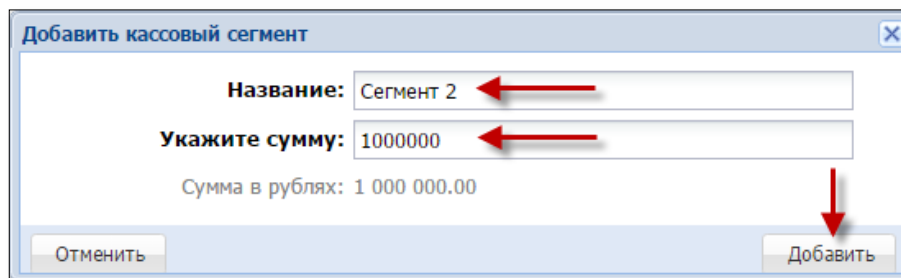 Добавить кассовый сегмент
Название: Сегмент 2
Укажите сумму: 1000000
Сумма в рублях: 1 000 000.00
Отменить Добавить